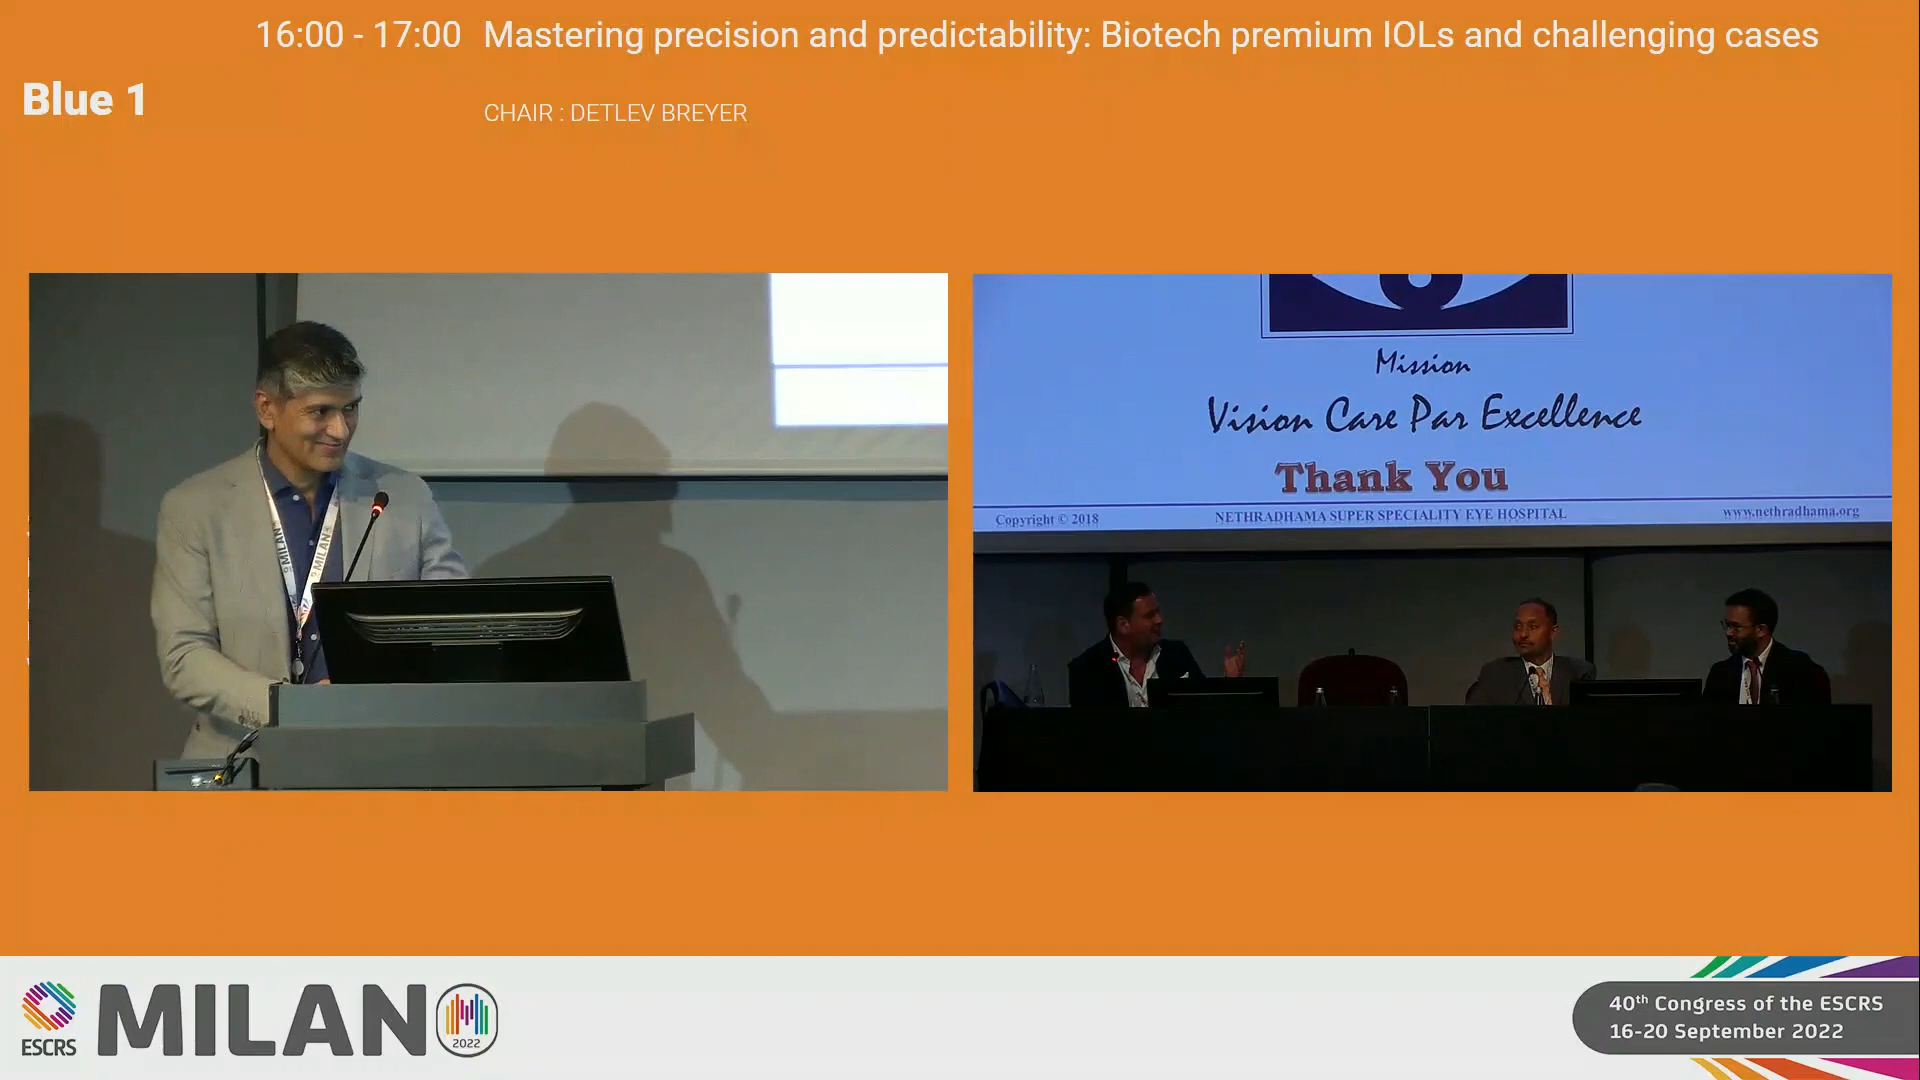 16:00 - 17:00 Mastering precision and predictability: Biotech premium IOLs and challenging cases
Blue 1
CHAIR : DETLEV BREYER
MILAN
MILAN
Mission
Vision Care Par Excellence
Thank You
Copyright © 2018 NETHRADHAMA SUPER SPECIALITY EYE HOSPITAL www.nethradhama.org
ESCRS
MILAN
2022
40th Congress of the ESCRS
16-20 September 2022